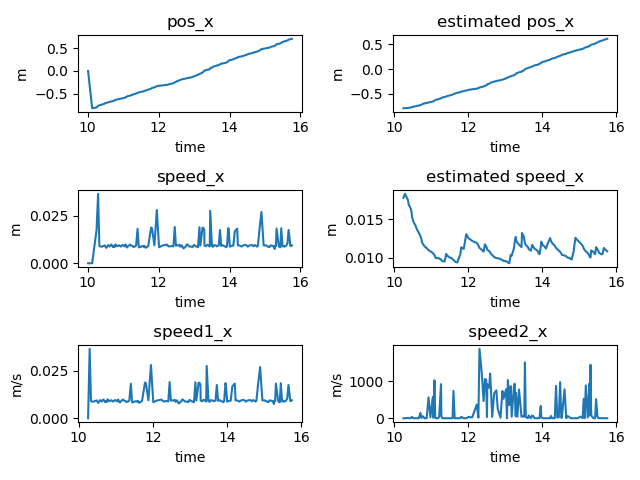 pos_x
estimated pos_x
0.5
0.0
−0.5
m
10
12
14
16
time
0.5
0.0
−0.5
m
10
12
14
16
time
speed_x
estimated speed_x
0.025
0.000
m
10
12
14
16
time
0.015
0.010
m
10
12
14
16
time
speed1_x
speed2_x
0.025
0.000
m/s
10
12
14
16
time
1000
0
m/s
10
12
14
16
time